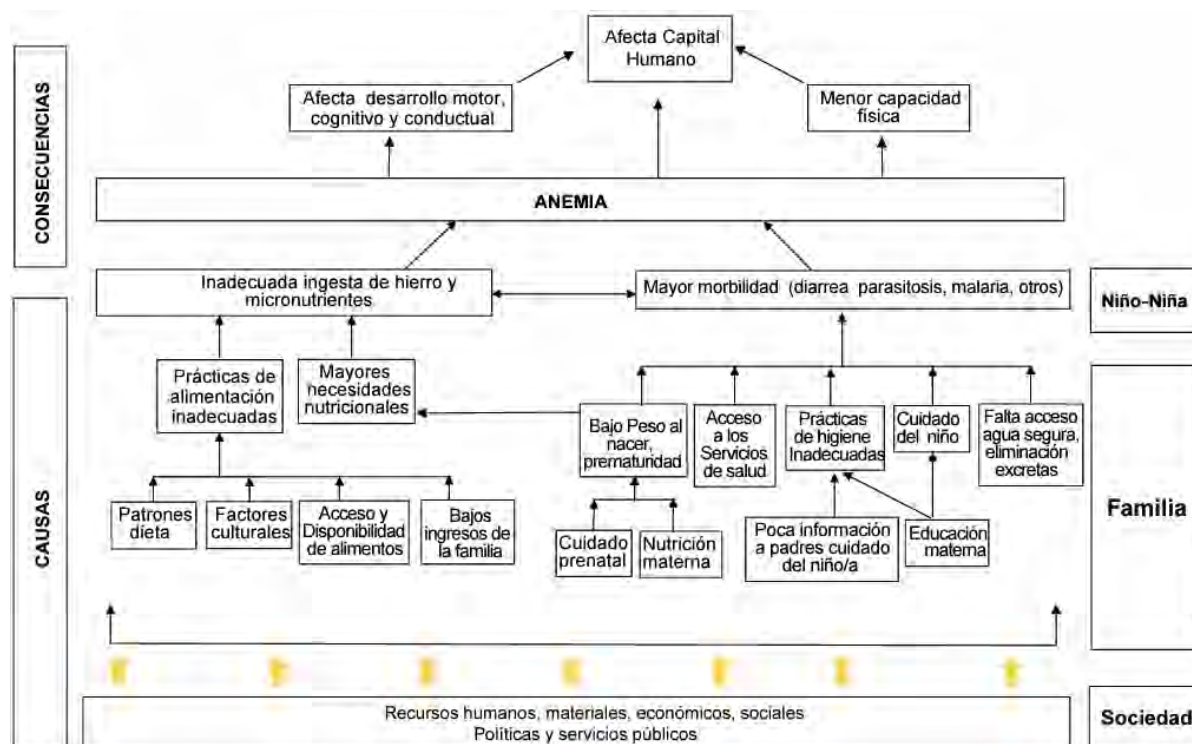 Afecta Capital
Humano
Afecta desarrollo motor,
cognitivo y conductual
Menor capacidad
física
CONSECUENCIAS
ANEMIA
Inadecuada ingesta de hierro y
micronutrientes
Mayor morbilidad (diarrea parasitosis, malaria, otros)
Niño-Niña
Prácticas de
alimentación
inadecuadas
Mayores
necesidades
nutricionales
Bajo Peso al
nacer,
prematuridad
Acceso
a los
Servicios
de salud
Prácticas
de higiene
Inadecuadas
Cuidado
del niño
Falta acceso
agua segura,
eliminación
excretas
Familia
CAUSAS
Patrones
dieta
Factores
culturales
Acceso y
Disponibilidad
de alimentos
Bajos
ingresos de
la familia
Cuidado
prenatal
Nutrición
materna
Poca información
a padres cuidado
del niño/a
Educación
materna
Recursos humanos, materiales, económicos, sociales
Políticas y servicios públicos
Sociedad